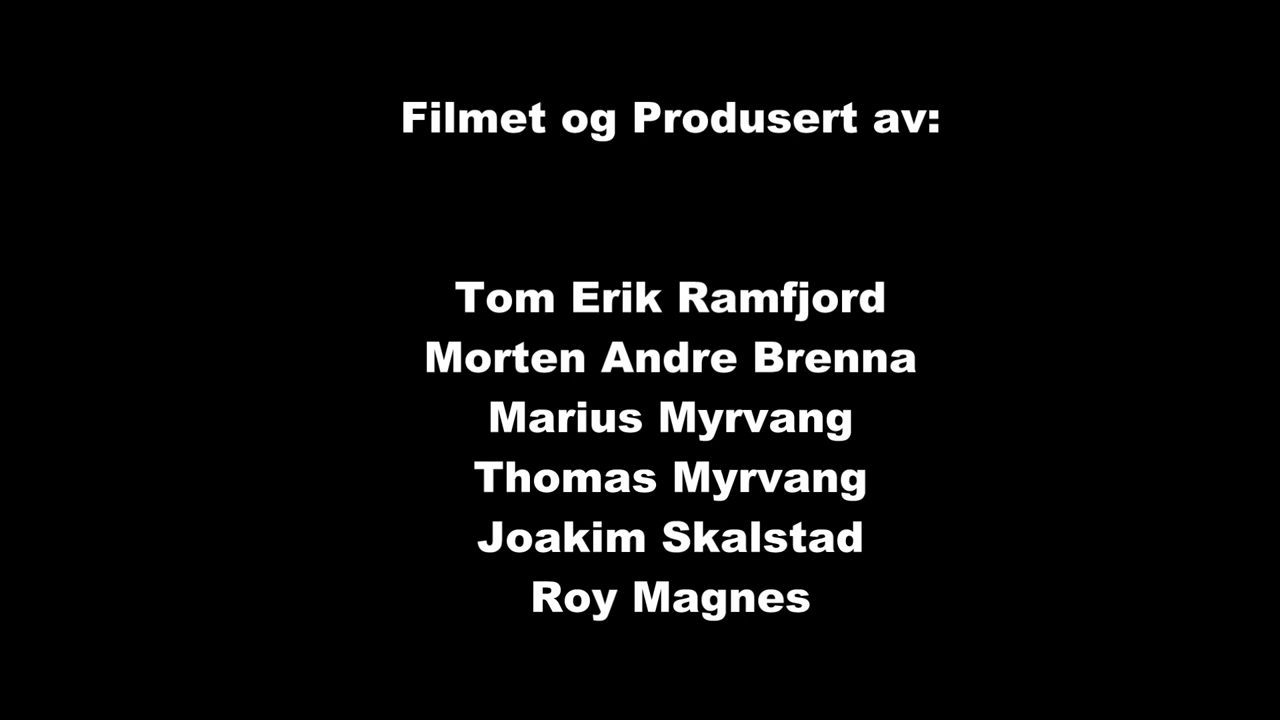 Filmet og Produsert av:
Tom Erik Ramfjord
Morten Andre Brenna
Marius Myrvang
Thomas Myrvang
Joakim Skalstad
Roy Magnes